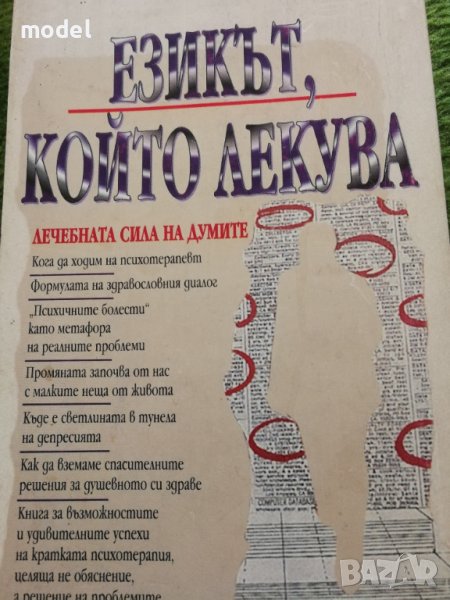 model
ЕЗИКЪТ,
КОЙТО ЛЕКУВА
ЛЕЧЕБНАТА СИЛА НА ДУМИТЕ
Кога да ходим на психотерапевт
Формулата на здравословния диалог
„Психичните болести“
като метафора
на реалните проблеми
Промяната започва от нас
с малките неща от живота
Къде е светлината в тунела
на депресията
Как да вземаме спасителните
решения за душевното си здраве
Книга за възможностите
и удивителните успехи
на кратката психотерапия,
целяща не обяснение,
а решение на проблемите
BAZAR